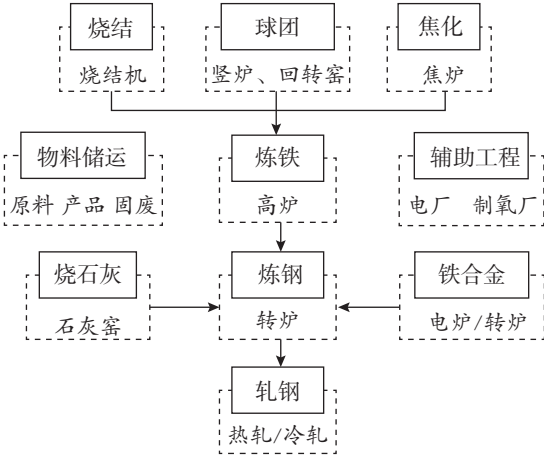 烧结
球团
焦化
烧结机
竖炉、回转窑
焦炉
物料储运
炼铁
辅助工程
原料 产品 固废
高炉
电厂 制氧厂
烧石灰
炼钢
铁合金
石灰窑
转炉
电炉/转炉
轧钢
热轧/冷轧